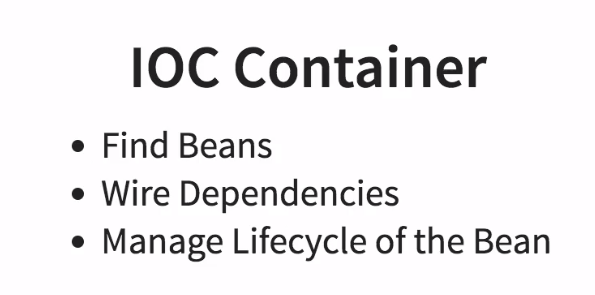 IOC Container
• Find Beans
• Wire Dependencies
• Manage Lifecycle of the Bean